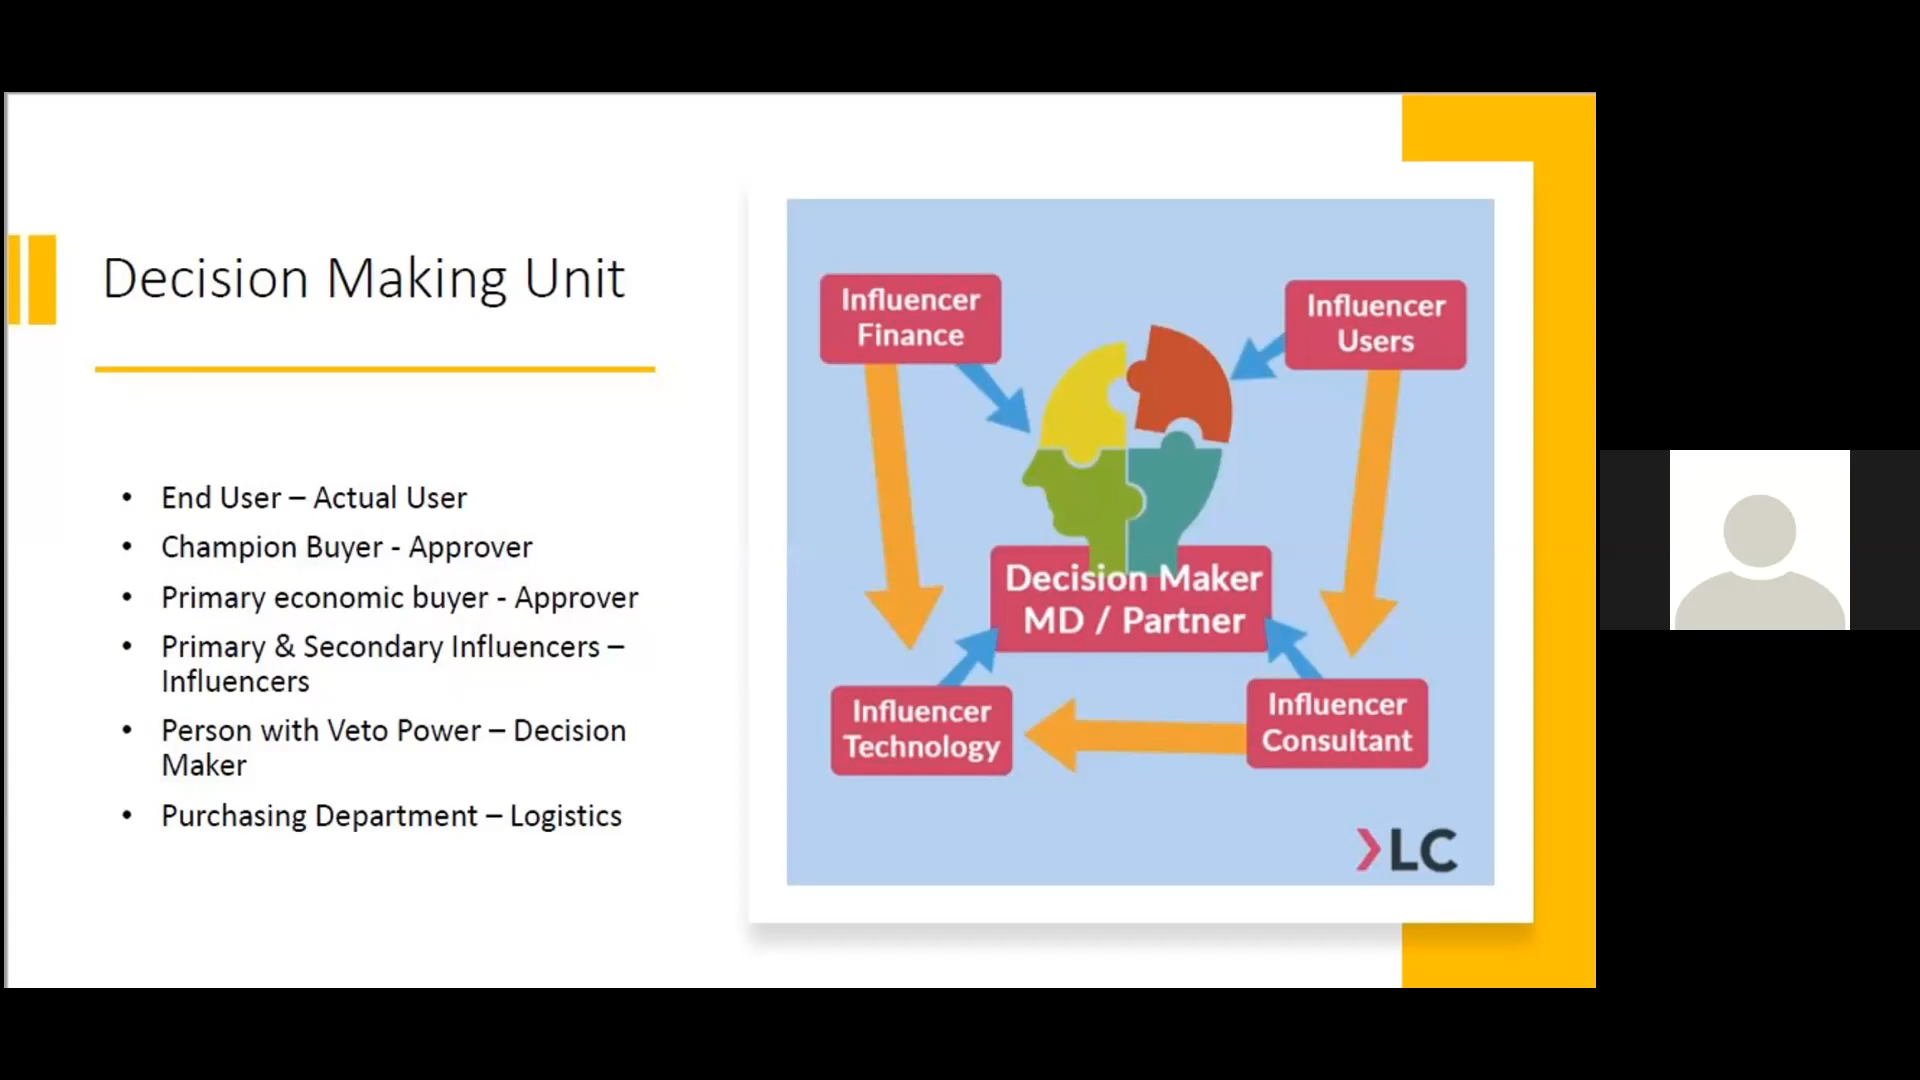 Decision Making Unit
• End User – Actual User
• Champion Buyer - Approver
• Primary economic buyer - Approver
• Primary & Secondary Influencers –
Influencers
• Person with Veto Power – Decision
Maker
• Purchasing Department – Logistics
Influencer
Finance
Influencer
Users
Decision Maker
MD / Partner
Influencer
Technology
Influencer
Consultant
LC